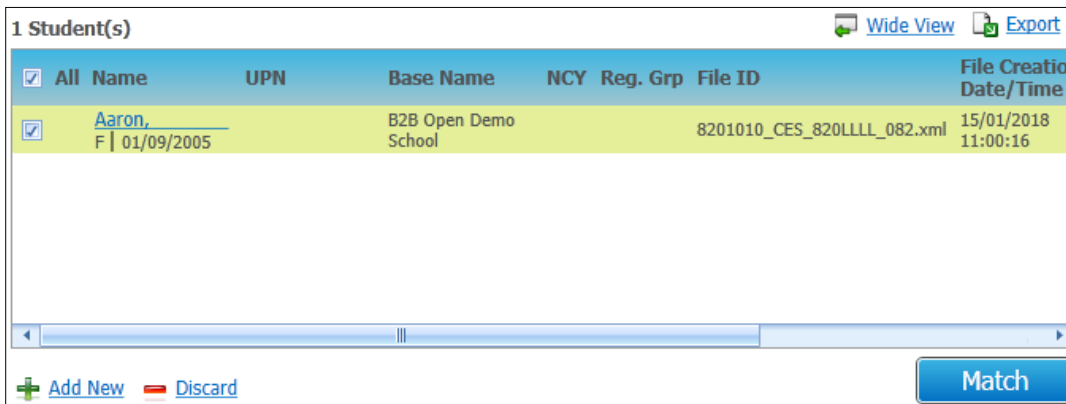 1 Student(s) Wide View Export
All Name UPN Base Name NCY Reg. Grp File ID File Creatio
Date/Time
Aaron, B2B Open Demo 8201010_CES_820LLLL_082.xml 15/01/2018
F | 01/09/2005 School 11:00:16
Add New Discard Match